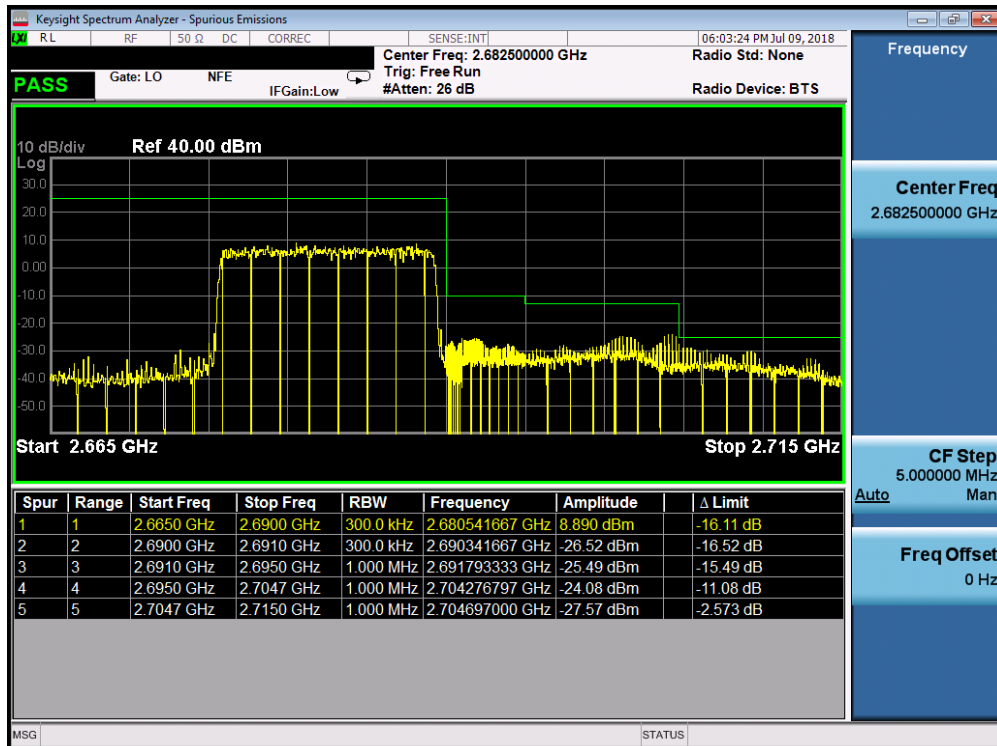 Keysight Spectrum Analyzer - Spurious Emissions
LXI RL RF 50 Ω DC CORREC SENSE:INT 06:03:24 PM Jul 09, 2018
Center Freq: 2.682500000 GHz Radio Std: None
PASS Gate: LO NFE Trig: Free Run
IFGain:Low #Atten: 26 dB Radio Device: BTS
10 dB/div Ref 40.00 dBm
Log
30.0
20.0
10.0
0.00
-10.0
-20.0
-30.0
-40.0
-50.0
Start 2.665 GHz Stop 2.715 GHz
Spur Range Start Freq Stop Freq RBW Frequency Amplitude Δ Limit
1 1 2.6650 GHz 2.6900 GHz 300.0 kHz 2.680541667 GHz 8.890 dBm -16.11 dB
2 2 2.6900 GHz 2.6910 GHz 300.0 kHz 2.690341667 GHz -26.52 dBm -16.52 dB
3 3 2.6910 GHz 2.6950 GHz 1.000 MHz 2.691793333 GHz -25.49 dBm -15.49 dB
4 4 2.6950 GHz 2.7047 GHz 1.000 MHz 2.704276797 GHz -24.08 dBm -11.08 dB
5 5 2.7047 GHz 2.7150 GHz 1.000 MHz 2.704697000 GHz -27.57 dBm -2.573 dB
MSG STATUS
Frequency
Center Freq
2.682500000 GHz
CF Step
5.000000 MHz
Auto Man
Freq Offset
0 Hz